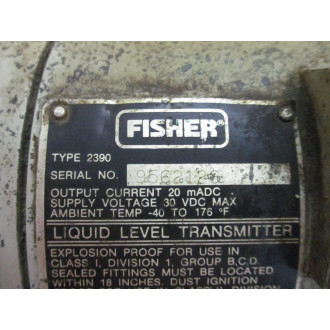 FISHER
TYPE 2390
SERIAL NO.
OUTPUT CURRENT 20 mADC
SUPPLY VOLTAGE 30 VDC MAX
AMBIENT TEMP -40 TO 176 °F
LIQUID LEVEL TRANSMITTER
EXPLOSION PROOF FOR USE IN
CLASS I, DIVISION 1, GROUP B,C,D.
SEALED FITTINGS MUST BE LOCATED
WITHIN 18 INCHES. DUST IGNITION